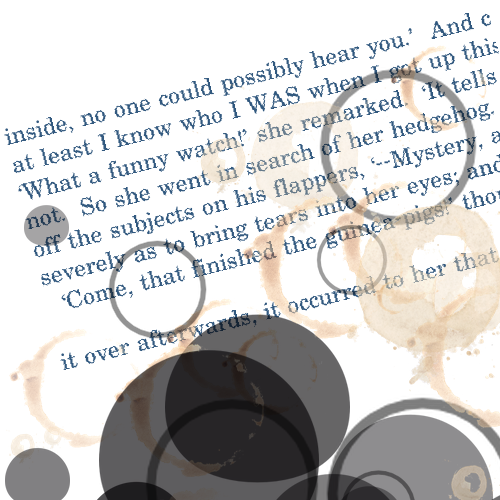 inside, no one could possibly hear you.’ And c
at least I know who I WAS when I got up this
‘What a funny watch!’ she remarked. ‘It tells
not. So she went in search of her hedgehog.
off the subjects on his flappers, ‘--Mystery, a
severely as to bring tears into her eyes; and
‘Come, that finished the guinea-pigs!’ thou
it over afterwards, it occurred to her that